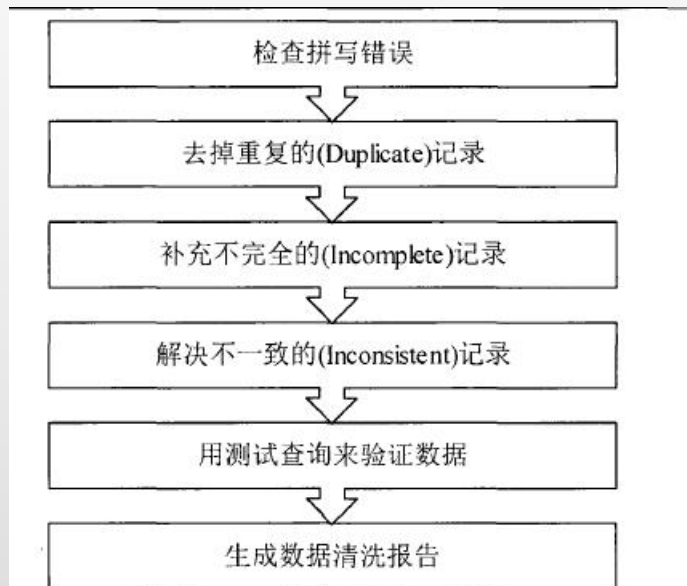 检查拼写错误
去掉重复的(Duplicate)记录
补充不完全的(Incomplete)记录
解决不一致的(Inconsistent)记录
用测试查询来验证数据
生成数据清洗报告